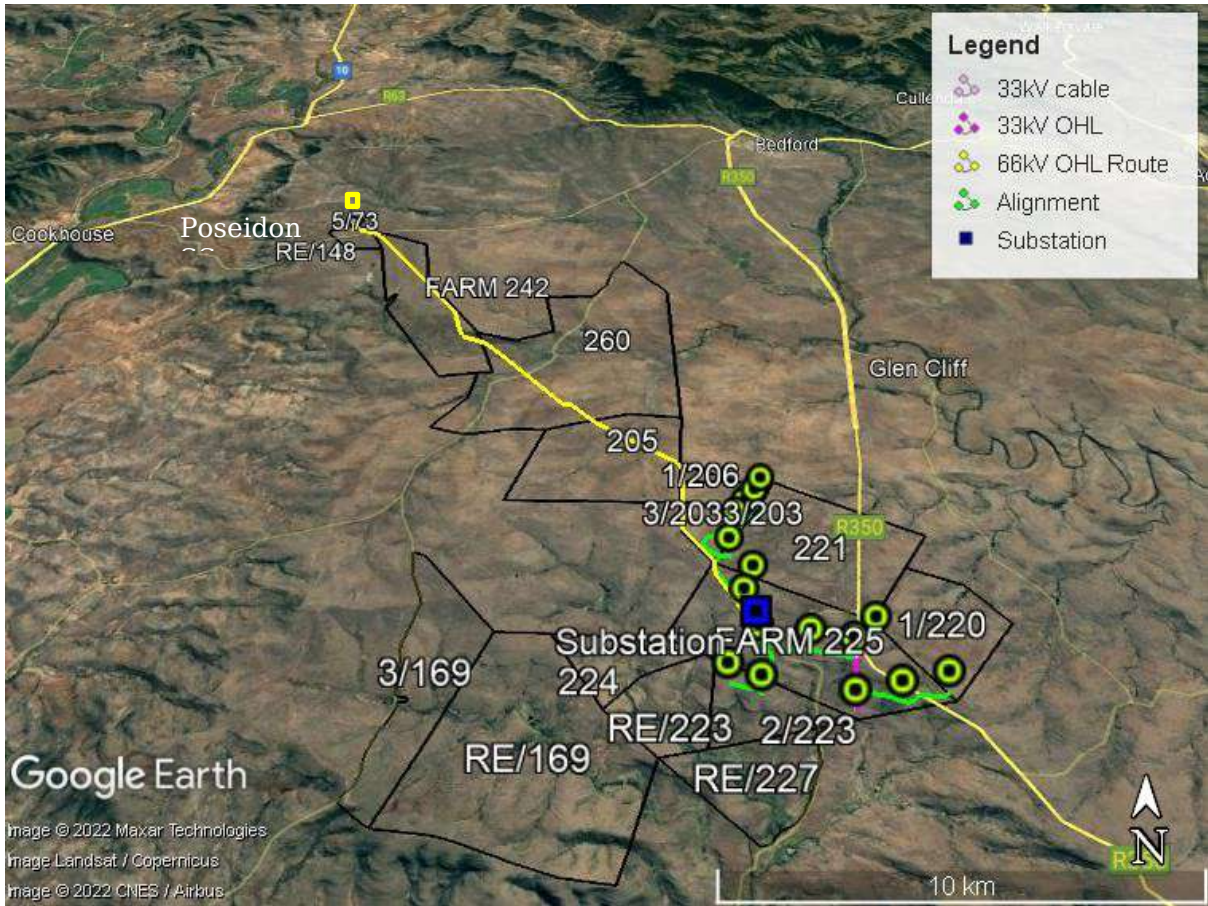 Legend
33kV cable
33kV OHL
66kV OHL Route
Alignment
Substation
10
R63
Bedford
R350
Cookhouse
Poseidon
5/73
RE/148
FARM 242
260
Glen Cliff
205
1/206
3/203
3/203
R350
221
1/220
Substation
FARM 225
3/169
224
RE/223
2/223
RE/169
RE/227
Google Earth
Image © 2022 Maxar Technologies
Image Landsat / Copernicus
Image © 2022 CNES / Airbus
N
10 km